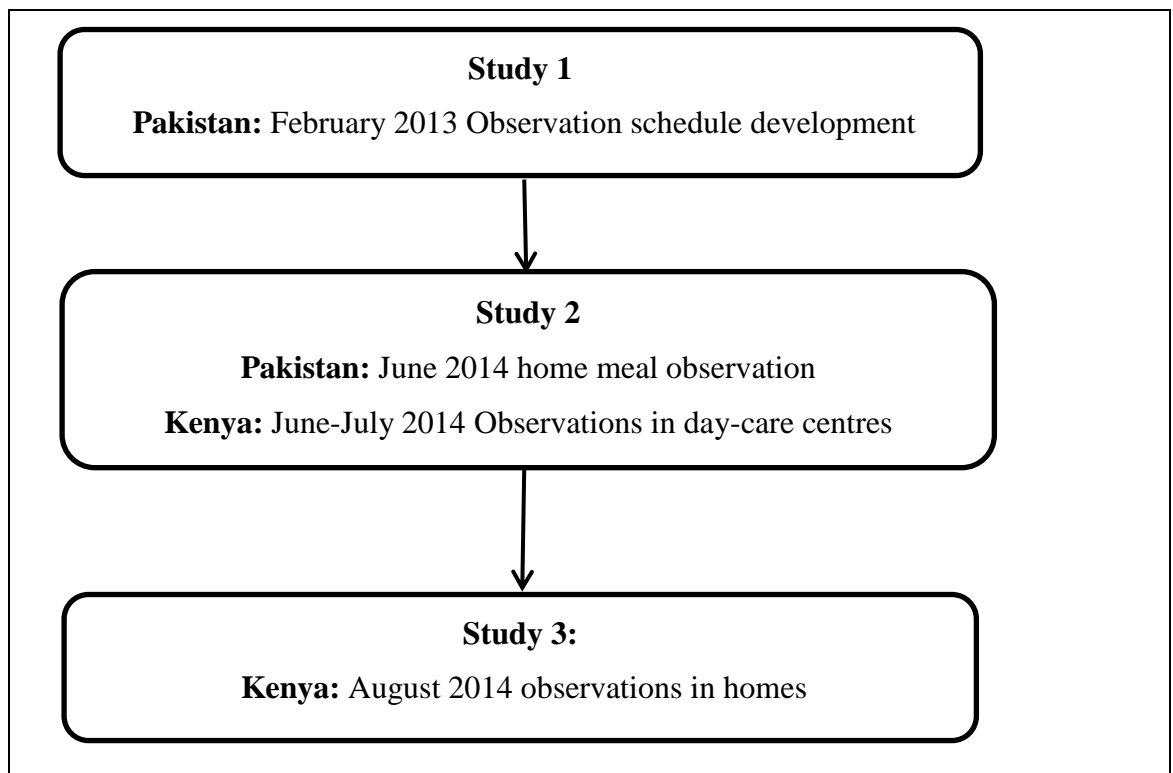 Study 1
Pakistan: February 2013 Observation schedule development
Study 2
Pakistan: June 2014 home meal observation
Kenya: June-July 2014 Observations in day-care centres
Study 3:
Kenya: August 2014 observations in homes